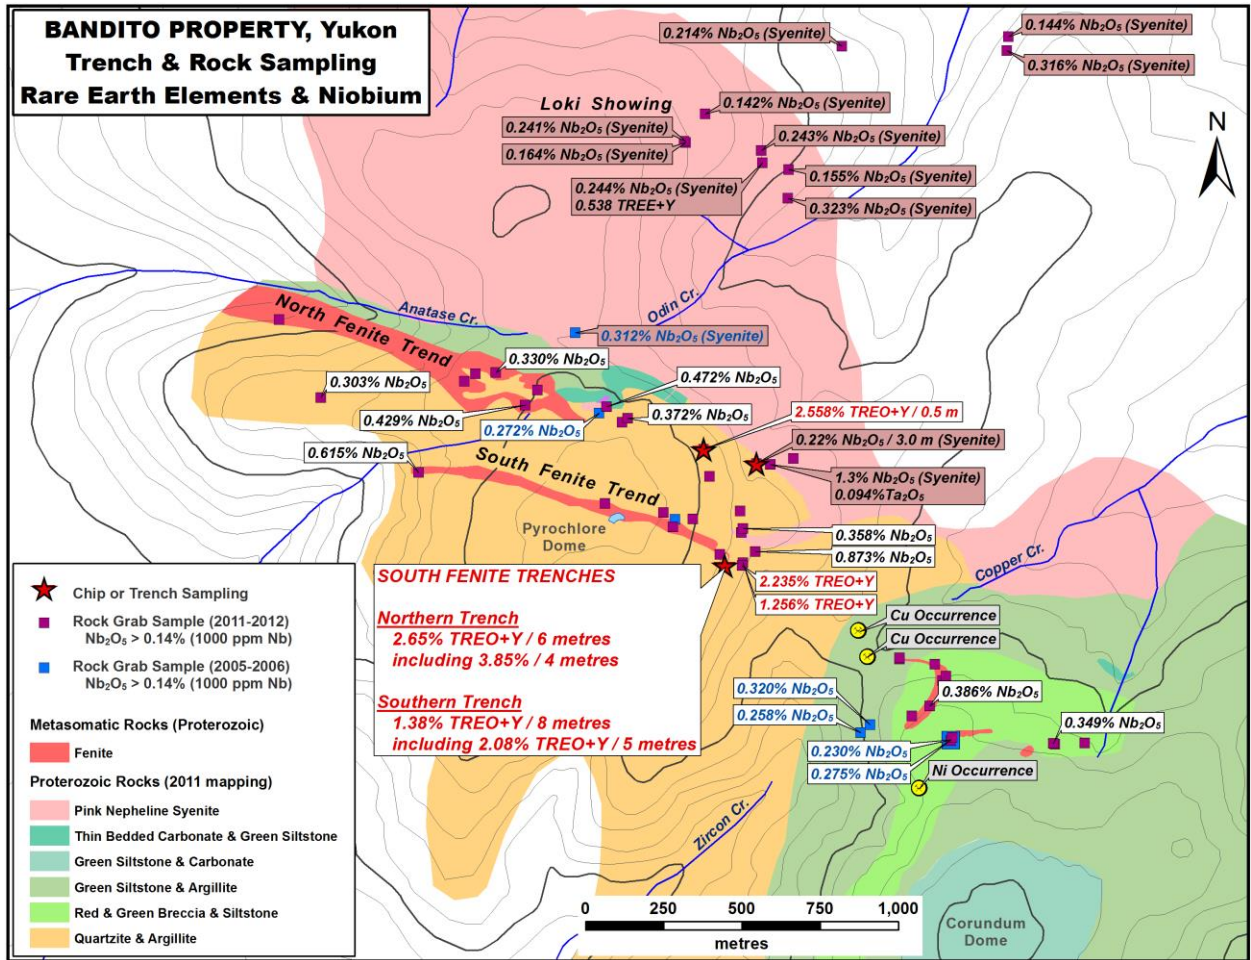 BANDITO PROPERTY, Yukon
Trench & Rock Sampling
Rare Earth Elements & Niobium
0.214% Nb₂O₅ (Syenite)
0.144% Nb₂O₅ (Syenite)
0.316% Nb₂O₅ (Syenite)
Loki Showing
0.142% Nb₂O₅ (Syenite)
0.241% Nb₂O₅ (Syenite)
0.164% Nb₂O₅ (Syenite)
0.243% Nb₂O₅ (Syenite)
0.155% Nb₂O₅ (Syenite)
0.244% Nb₂O₅ (Syenite)
0.538 TREE+Y
0.323% Nb₂O₅ (Syenite)
N
Anatase Cr.
Odin Cr.
North Fenite Trend
0.312% Nb₂O₅ (Syenite)
0.330% Nb₂O₅
0.303% Nb₂O₅
0.472% Nb₂O₅
0.429% Nb₂O₅
0.272% Nb₂O₅
0.372% Nb₂O₅
2.558% TREO+Y / 0.5 m
0.22% Nb₂O₅ / 3.0 m (Syenite)
0.615% Nb₂O₅
South Fenite Trend
1.3% Nb₂O₅ (Syenite)
0.094%Ta₂O₅
Pyrochlore
Dome
0.358% Nb₂O₅
0.873% Nb₂O₅
2.235% TREO+Y
1.256% TREO+Y
Copper Cr.
SOUTH FENITE TRENCHES
Northern Trench
2.65% TREO+Y / 6 metres
including 3.85% / 4 metres
Southern Trench
1.38% TREO+Y / 8 metres
including 2.08% TREO+Y / 5 metres
Cu Occurrence
Cu Occurrence
0.320% Nb₂O₅
0.258% Nb₂O₅
0.386% Nb₂O₅
0.349% Nb₂O₅
0.230% Nb₂O₅
0.275% Nb₂O₅
Ni Occurrence
Zircon Cr.
Corundum
Dome
Chip or Trench Sampling
Rock Grab Sample (2011-2012)
Nb₂O₅ > 0.14% (1000 ppm Nb)
Rock Grab Sample (2005-2006)
Nb₂O₅ > 0.14% (1000 ppm Nb)
Metasomatic Rocks (Proterozoic)
Fenite
Proterozoic Rocks (2011 mapping)
Pink Nepheline Syenite
Thin Bedded Carbonate & Green Siltstone
Green Siltstone & Carbonate
Green Siltstone & Argillite
Red & Green Breccia & Siltstone
Quartzite & Argillite
0 250 500 750 1,000
metres